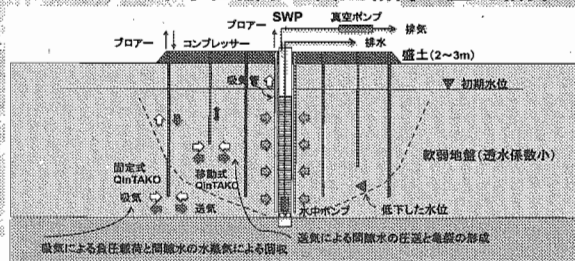 SWP
真空ポンプ
ブロアー
排気
ブロアー
コンプレッサー
排水
盛土(2〜3m)
吸気管
初期水位
軟弱地盤(透水係数小)
固定式
QinTAKO
移動式
QinTAKO
吸気
送気
水中ポンプ
低下した水位
吸気による負圧載荷と間隙水の水蒸気による回収
送気による間隙水の圧送と亀裂の形成